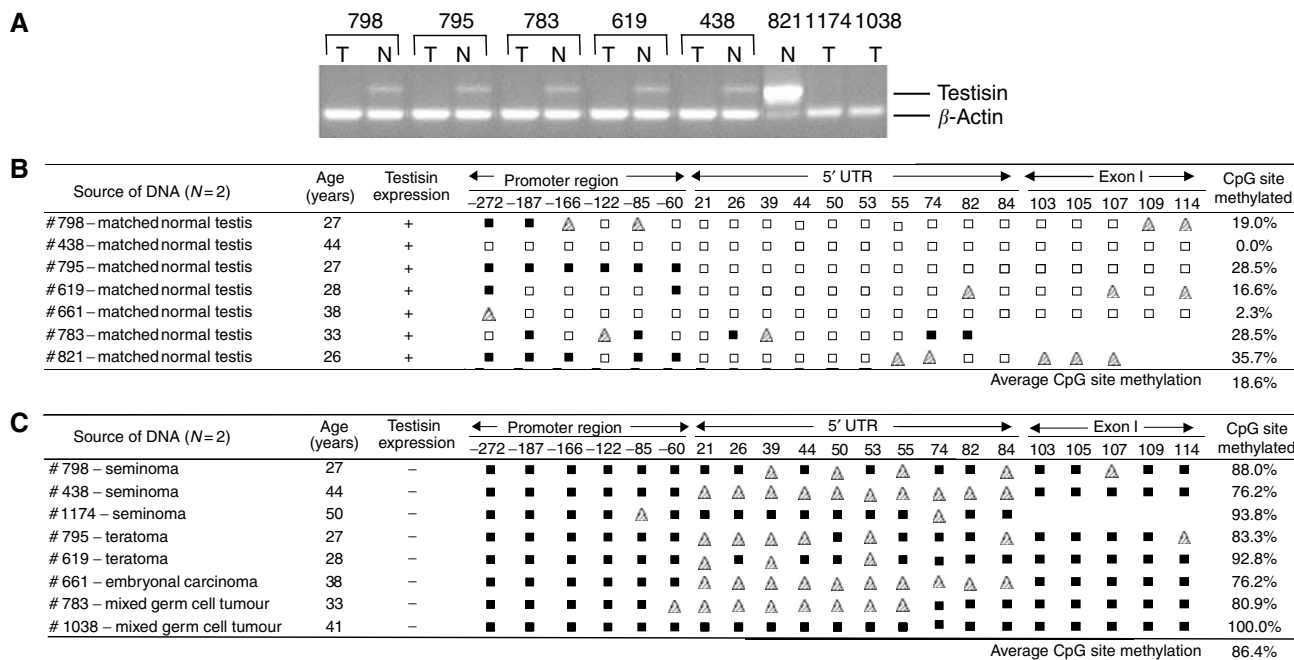 A
798 795 783 619 438 821 1174 1038
T N T N T N T N T N N T T
Testisin
β-Actin
B
Source of DNA (N=2) Age (years) Testisin expression Promoter region 5′ UTR Exon I CpG site methylated
−272 −187 −166 −122 −85 −60 21 26 39 44 50 53 55 74 82 84 103 105 107 109 114
#798 – matched normal testis 27 + 19.0%
#438 – matched normal testis 44 + 0.0%
#795 – matched normal testis 27 + 28.5%
#619 – matched normal testis 28 + 16.6%
#661 – matched normal testis 38 + 2.3%
#783 – matched normal testis 33 + 28.5%
#821 – matched normal testis 26 + 35.7%
Average CpG site methylation 18.6%
C
Source of DNA (N=2) Age (years) Testisin expression Promoter region 5′ UTR Exon I CpG site methylated
−272 −187 −166 −122 −85 −60 21 26 39 44 50 53 55 74 82 84 103 105 107 109 114
# 798 – seminoma 27 − 88.0%
# 438 – seminoma 44 − 76.2%
# 1174 – seminoma 50 − 93.8%
# 795 – teratoma 27 − 83.3%
# 619 – teratoma 28 − 92.8%
# 661 – embryonal carcinoma 38 − 76.2%
# 783 – mixed germ cell tumour 33 − 80.9%
# 1038 – mixed germ cell tumour 41 − 100.0%
Average CpG site methylation 86.4%